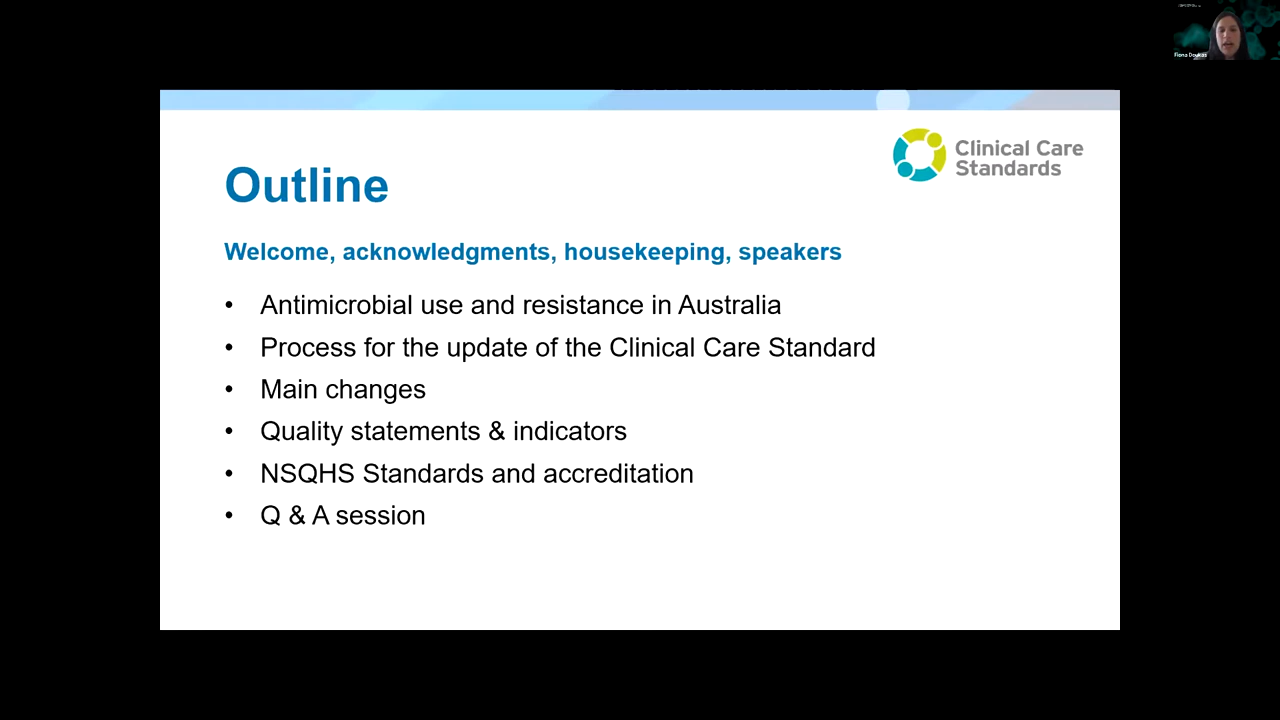 Fiona Doukas
Clinical Care
Standards
Outline
Welcome, acknowledgments, housekeeping, speakers
• Antimicrobial use and resistance in Australia
• Process for the update of the Clinical Care Standard
• Main changes
• Quality statements & indicators
• NSQHS Standards and accreditation
• Q & A session